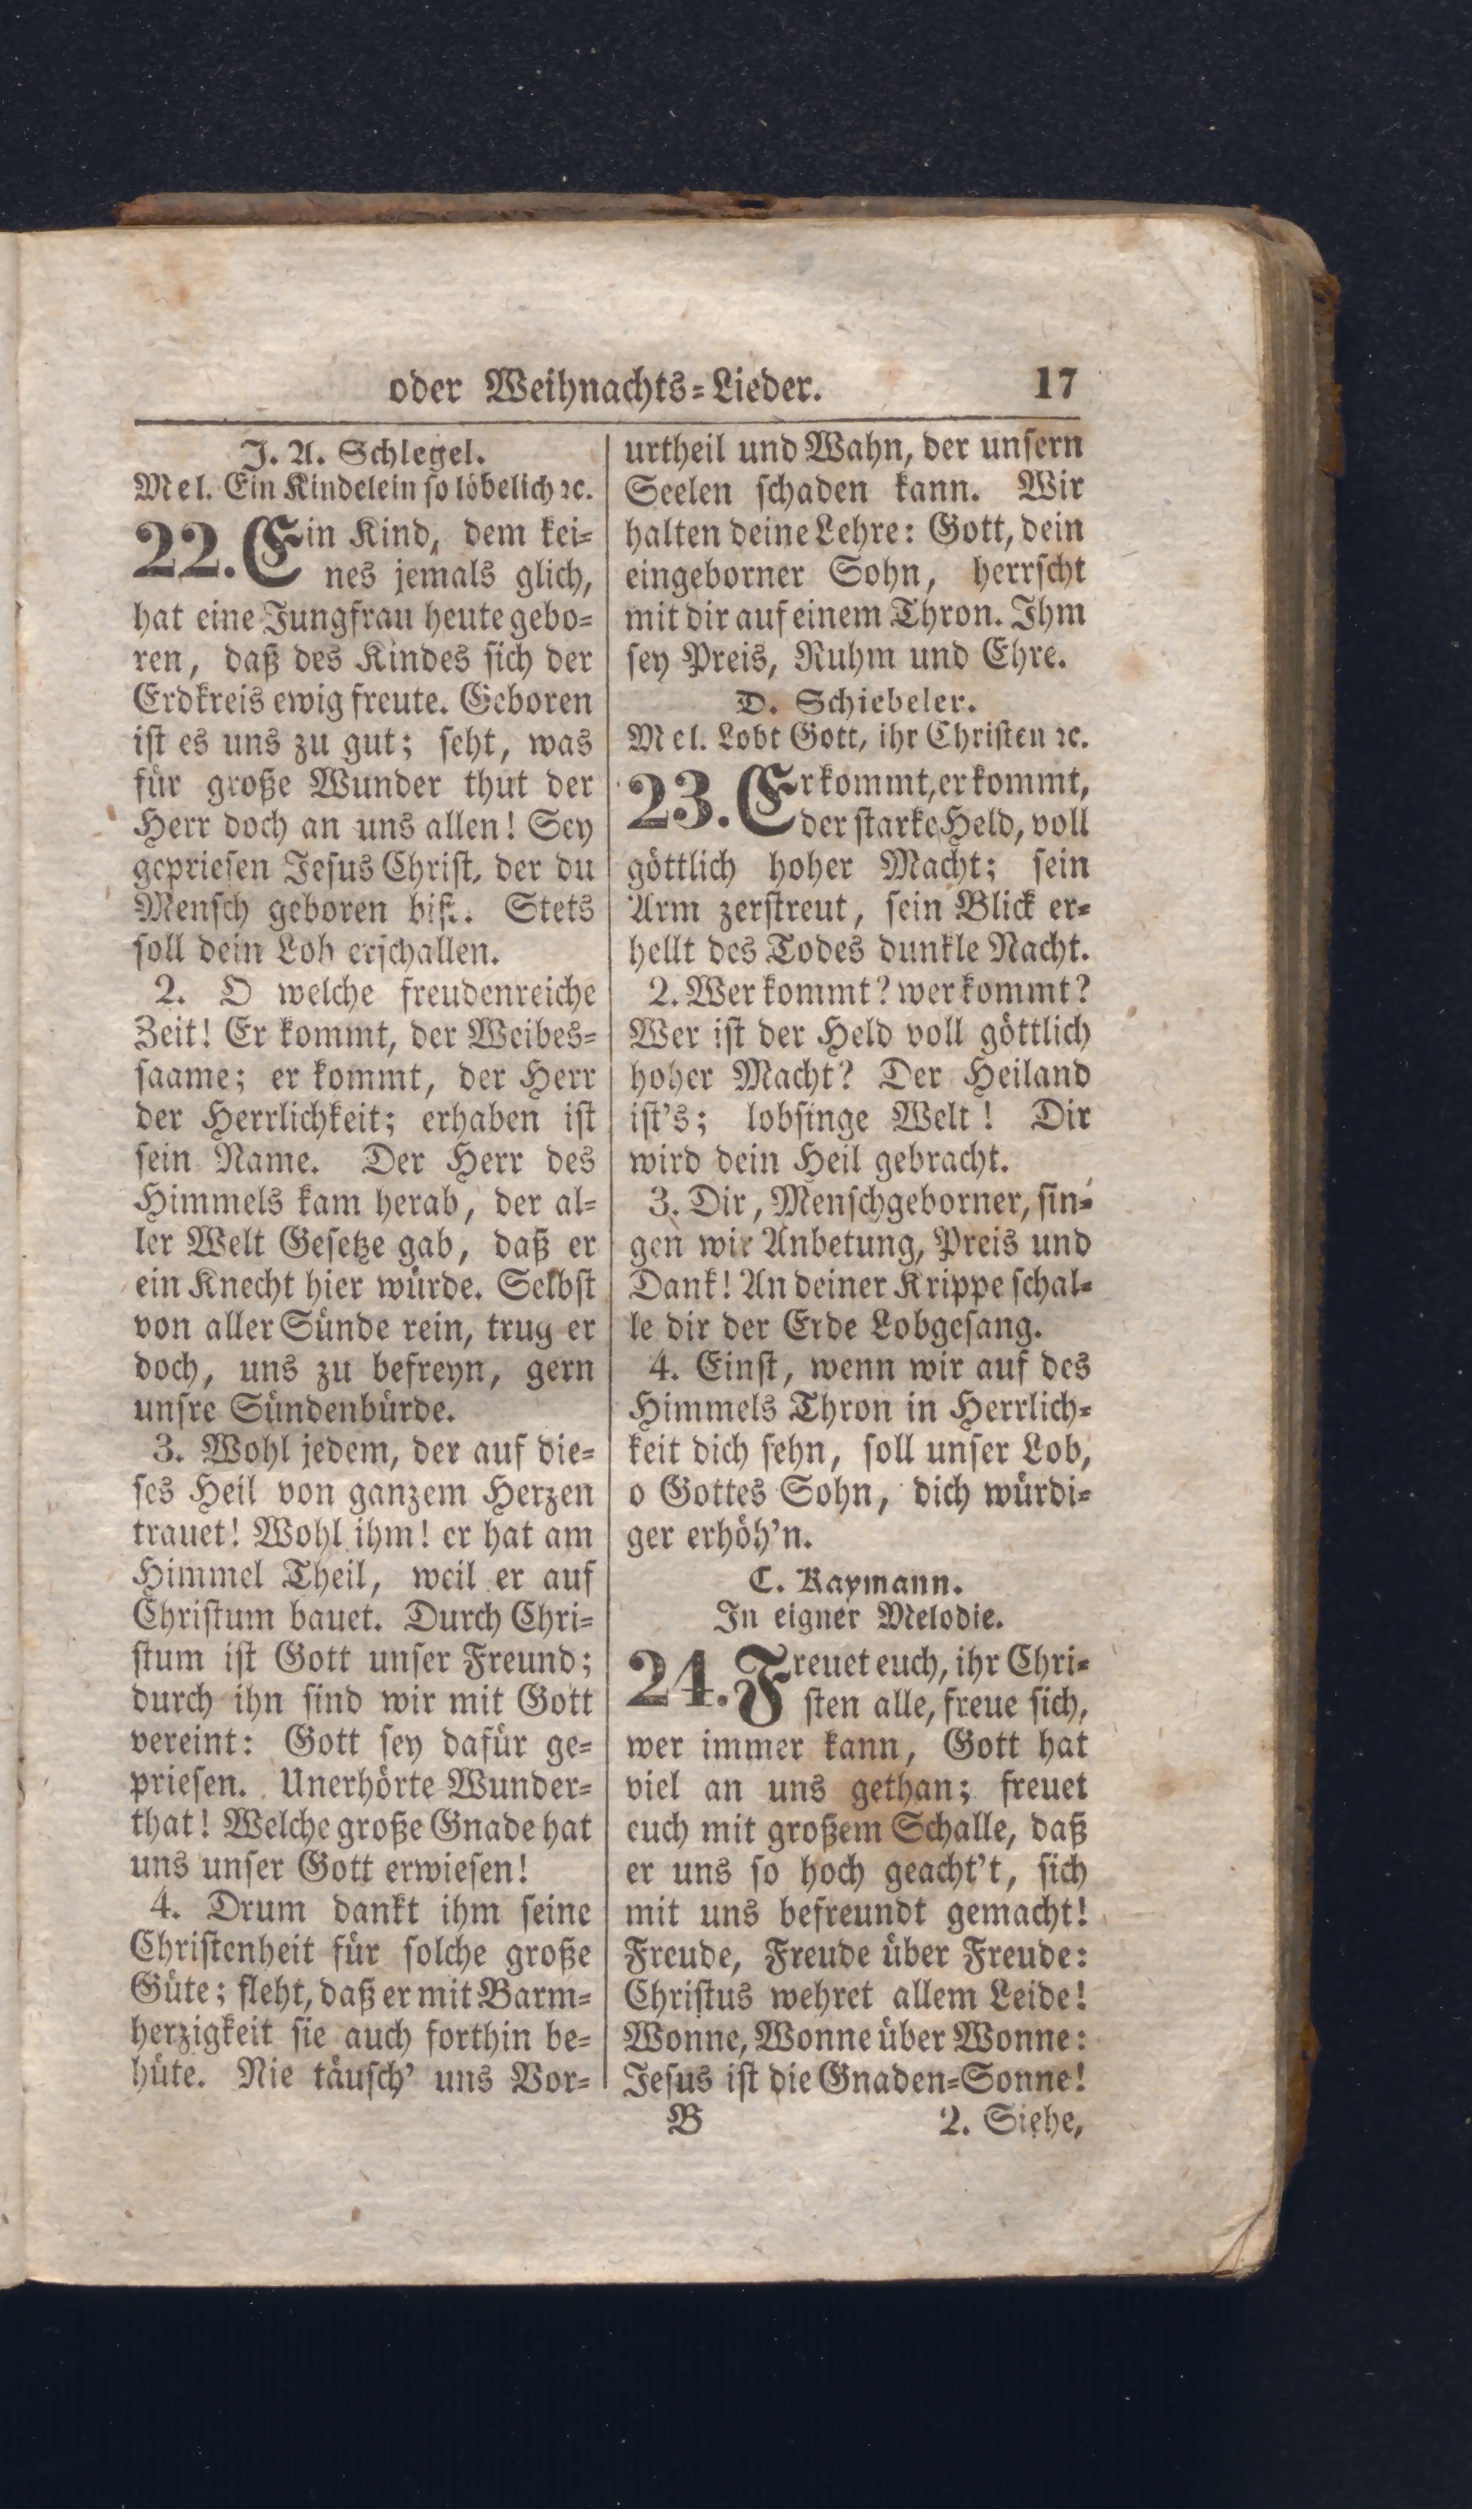 oder Weihnachts=Lieder. 17
J. A. Schlegel.
Mel. Ein Kindelein so löbelich ꝛc.
22. Ein Kind, dem kei=
nes jemals glich,
hat eine Jungfrau heute gebo=
ren, daß des Kindes sich der
Erdkreis ewig freute. Geboren
ist es uns zu gut; seht, was
für große Wunder thut der
Herr doch an uns allen! Sey
gepriesen Jesus Christ, der du
Mensch geboren bist. Stets
soll dein Lob erschallen.
2. O welche freudenreiche
Zeit! Er kommt, der Weibes=
saame; er kommt, der Herr
der Herrlichkeit; erhaben ist
sein Name. Der Herr des
Himmels kam herab, der al=
ler Welt Gesetze gab, daß er
ein Knecht hier würde. Selbst
von aller Sünde rein, trug er
doch, uns zu befreyn, gern
unsre Sündenbürde.
3. Wohl jedem, der auf die=
ses Heil von ganzem Herzen
trauet! Wohl ihm! er hat am
Himmel Theil, weil er auf
Christum bauet. Durch Chri=
stum ist Gott unser Freund;
durch ihn sind wir mit Gott
vereint: Gott sey dafür ge=
priesen. Unerhörte Wunder=
that! Welche große Gnade hat
uns unser Gott erwiesen!
4. Drum dankt ihm seine
Christenheit für solche große
Güte; fleht, daß er mit Barm=
herzigkeit sie auch forthin be=
hüte. Nie täusch' uns Vor=
urtheil und Wahn, der unsern
Seelen schaden kann. Wir
halten deine Lehre: Gott, dein
eingeborner Sohn, herrscht
mit dir auf einem Thron. Ihm
sey Preis, Ruhm und Ehre.
D. Schiebeler.
Mel. Lobt Gott, ihr Christen ꝛc.
23. Er kommt, er kommt,
der starke Held, voll
göttlich hoher Macht; sein
Arm zerstreut, sein Blick er=
hellt des Todes dunkle Nacht.
2. Wer kommt? wer kommt?
Wer ist der Held voll göttlich
hoher Macht? Der Heiland
ist's; lobsinge Welt! Dir
wird dein Heil gebracht.
3. Dir, Menschgeborner, sin=
gen wir Anbetung, Preis und
Dank! An deiner Krippe schal=
le dir der Erde Lobgesang.
4. Einst, wenn wir auf des
Himmels Thron in Herrlich=
keit dich sehn, soll unser Lob,
o Gottes Sohn, dich würdi=
ger erhöh'n.
C. Kaymann.
In eigner Melodie.
24. Freuet euch, ihr Chri=
sten alle, freue sich,
wer immer kann, Gott hat
viel an uns gethan; freuet
euch mit großem Schalle, daß
er uns so hoch geacht't, sich
mit uns befreundt gemacht!
Freude, Freude über Freude:
Christus wehret allem Leide!
Wonne, Wonne über Wonne:
Jesus ist die Gnaden=Sonne!
B 2. Siehe,